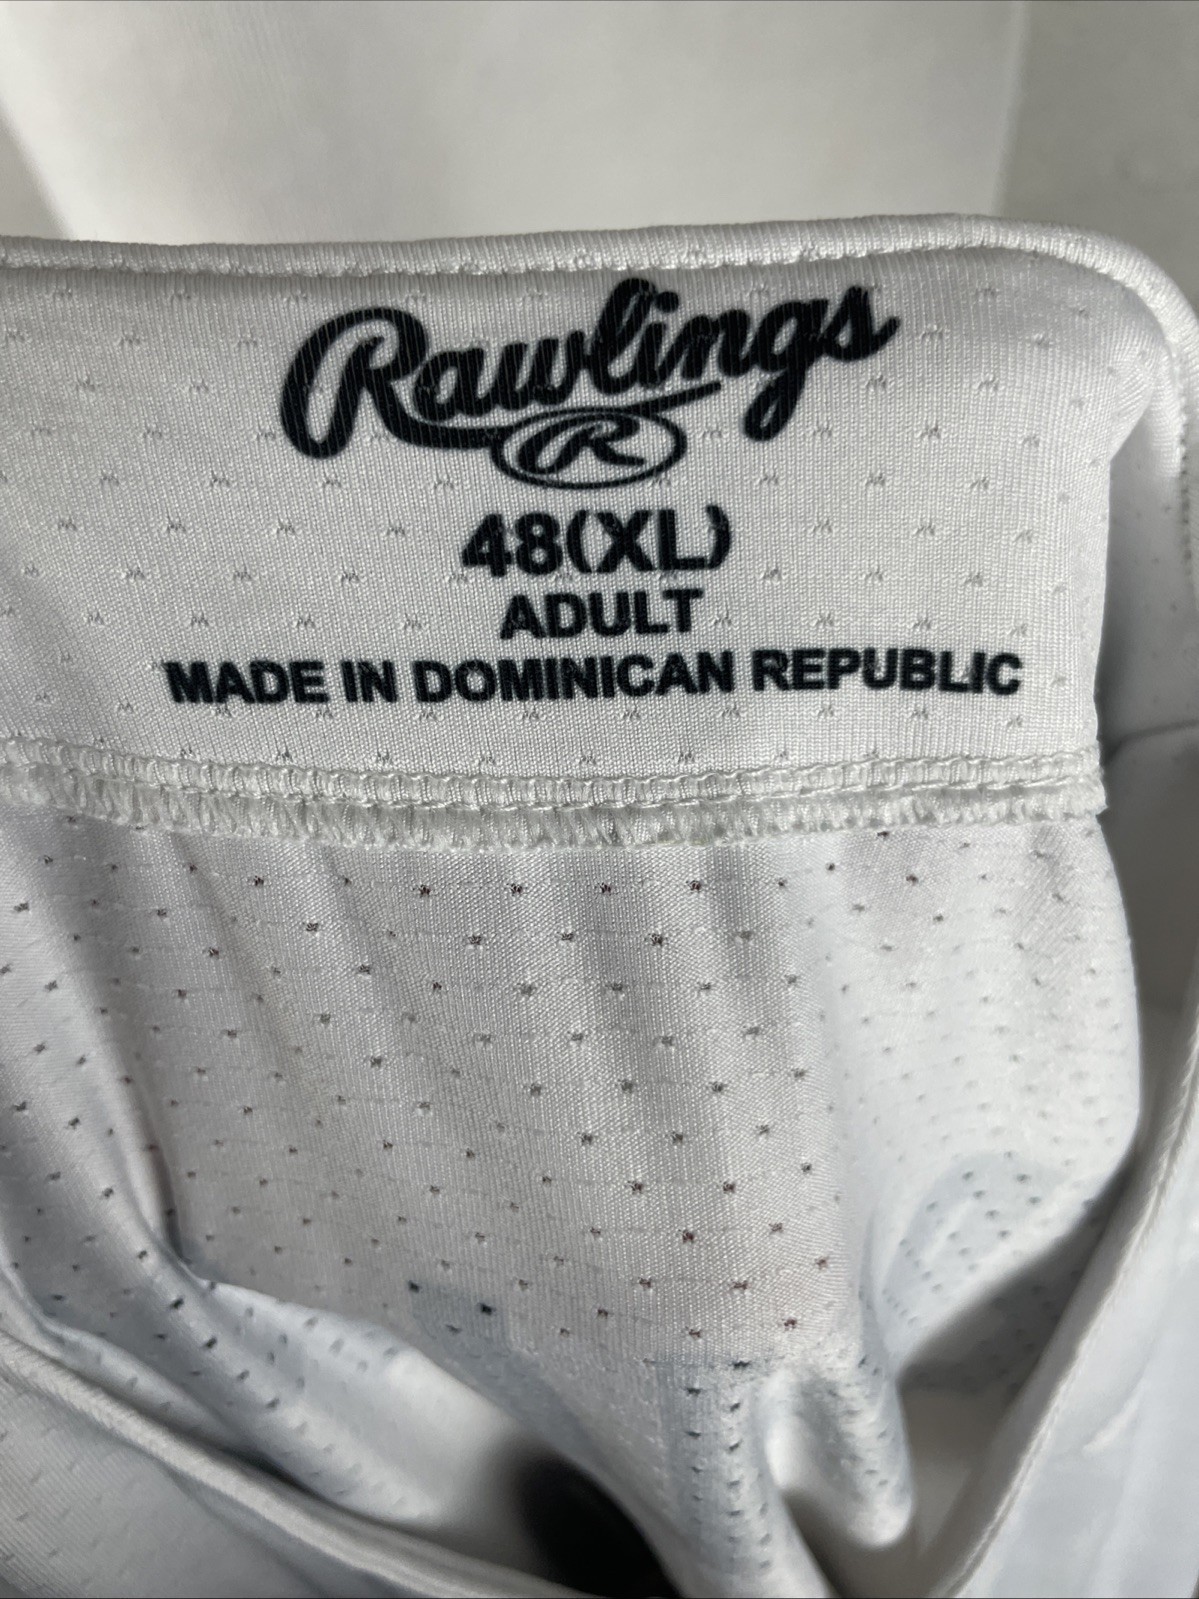 Rawlings
R
48(XL)
ADULT
MADE IN DOMINICAN REPUBLIC